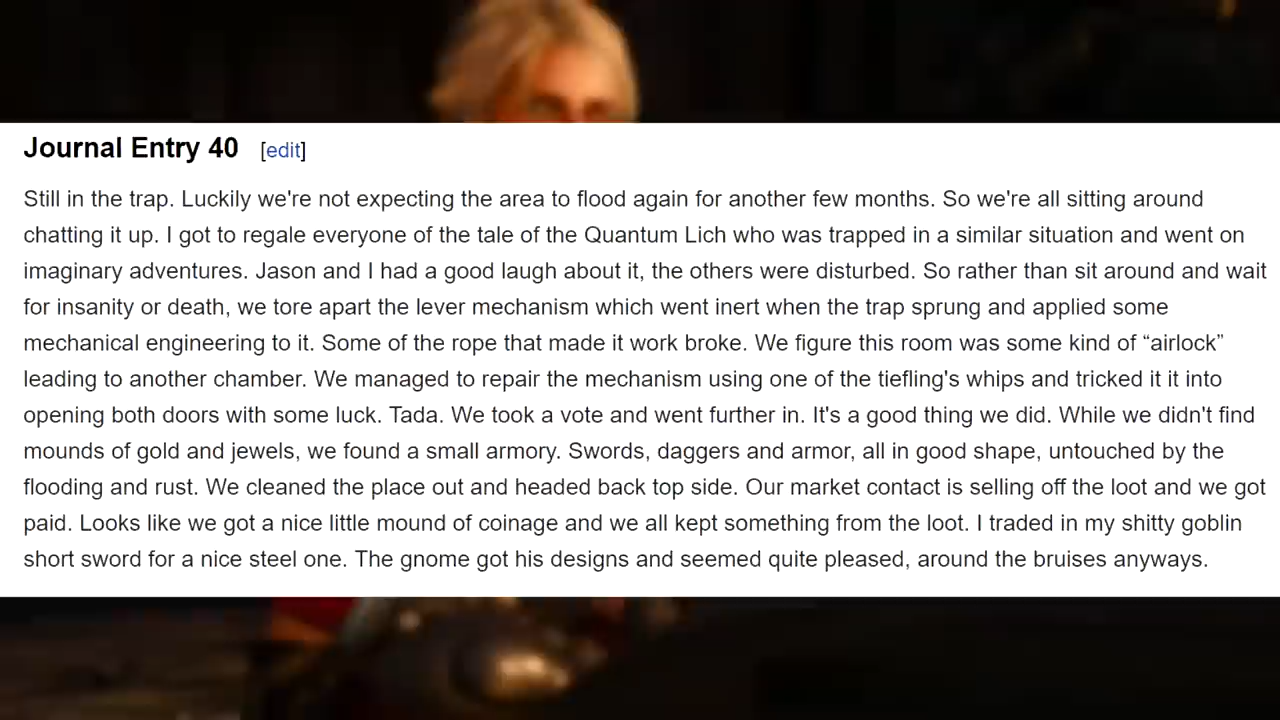 Journal Entry 40 [edit]
Still in the trap. Luckily we're not expecting the area to flood again for another few months. So we're all sitting around
chatting it up. I got to regale everyone of the tale of the Quantum Lich who was trapped in a similar situation and went on
imaginary adventures. Jason and I had a good laugh about it, the others were disturbed. So rather than sit around and wait
for insanity or death, we tore apart the lever mechanism which went inert when the trap sprung and applied some
mechanical engineering to it. Some of the rope that made it work broke. We figure this room was some kind of “airlock”
leading to another chamber. We managed to repair the mechanism using one of the tiefling's whips and tricked it it into
opening both doors with some luck. Tada. We took a vote and went further in. It's a good thing we did. While we didn't find
mounds of gold and jewels, we found a small armory. Swords, daggers and armor, all in good shape, untouched by the
flooding and rust. We cleaned the place out and headed back top side. Our market contact is selling off the loot and we got
paid. Looks like we got a nice little mound of coinage and we all kept something from the loot. I traded in my shitty goblin
short sword for a nice steel one. The gnome got his designs and seemed quite pleased, around the bruises anyways.